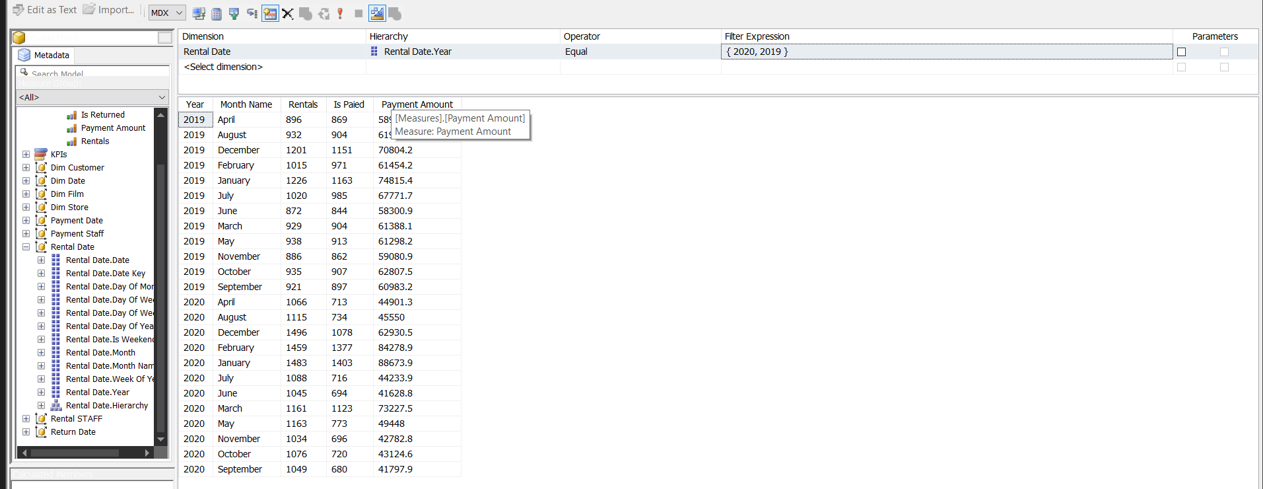 Edit as Text Import... MDX
Dimension Hierarchy Operator Filter Expression Parameters
Rental Date Rental Date.Year Equal { 2020, 2019 }
<Select dimension>
Metadata
Search Model
<All>
Is Returned
Payment Amount
Rentals
KPIs
Dim Customer
Dim Date
Dim Film
Dim Store
Payment Date
Payment Staff
Rental Date
Rental Date.Date
Rental Date.Date Key
Rental Date.Day Of Mor
Rental Date.Day Of Wee
Rental Date.Day Of Wee
Rental Date.Day Of Yea
Rental Date.Is Weekend
Rental Date.Month
Rental Date.Month Nam
Rental Date.Week Of Ye
Rental Date.Year
Rental Date.Hierarchy
Rental STAFF
Return Date
Year Month Name Rentals Is Paied Payment Amount
2019 April 896 869
[Measures].[Payment Amount]
Measure: Payment Amount
2019 August 932 904
2019 December 1201 1151 70804.2
2019 February 1015 971 61454.2
2019 January 1226 1163 74815.4
2019 July 1020 985 67771.7
2019 June 872 844 58300.9
2019 March 929 904 61388.1
2019 May 938 913 61298.2
2019 November 886 862 59080.9
2019 October 935 907 62807.5
2019 September 921 897 60983.2
2020 April 1066 713 44901.3
2020 August 1115 734 45550
2020 December 1496 1078 62930.5
2020 February 1459 1377 84278.9
2020 January 1483 1403 88673.9
2020 July 1088 716 44233.9
2020 June 1045 694 41628.8
2020 March 1161 1123 73227.5
2020 May 1163 773 49448
2020 November 1034 696 42782.8
2020 October 1076 720 43124.6
2020 September 1049 680 41797.9